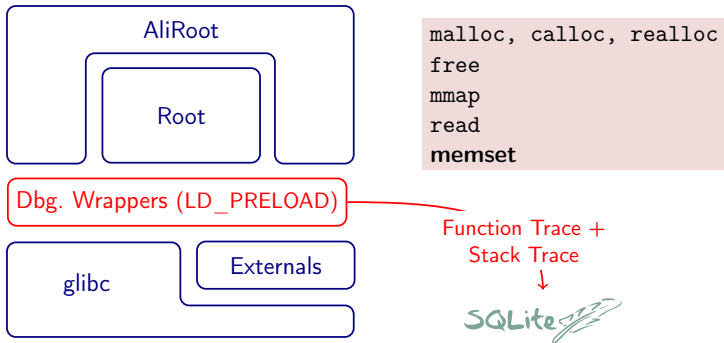 AliRoot
Root
Dbg. Wrappers (LD_PRELOAD)
glibc
Externals
malloc, calloc, realloc
free
mmap
read
memset
Function Trace +
Stack Trace
SQLite